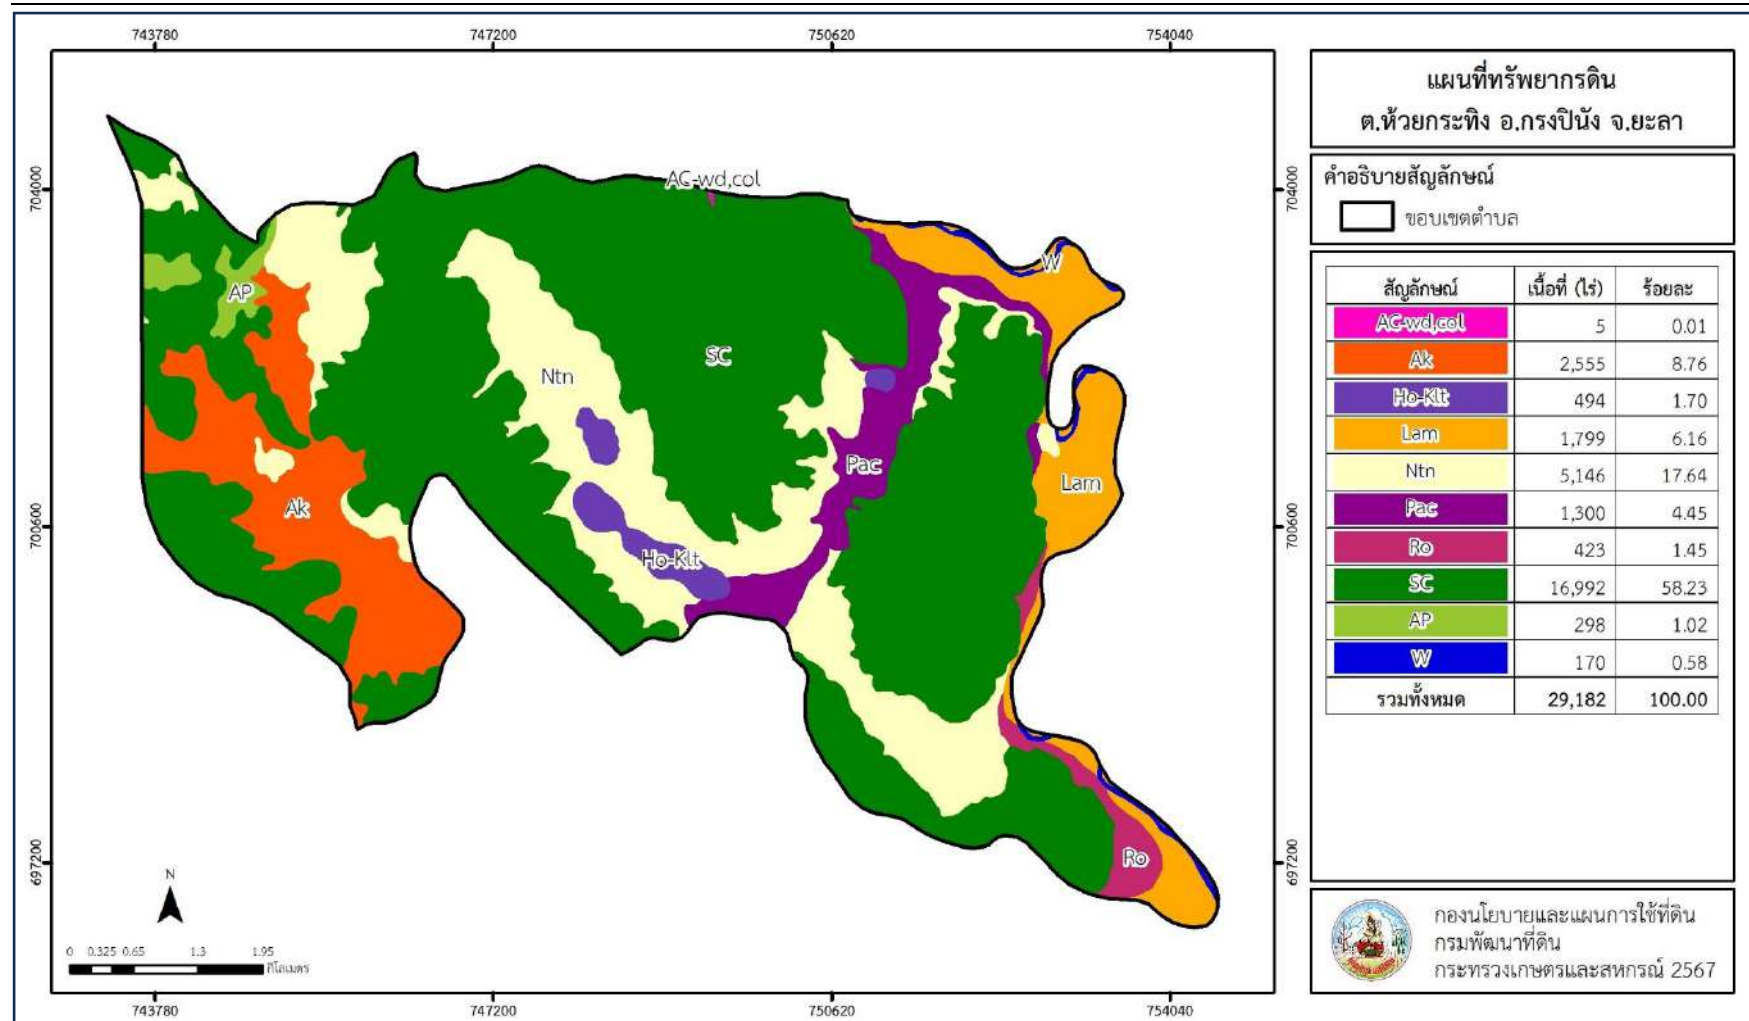 743780 747200 750620 754040
704000 704000
700600 700600
697200 697200
AC-wd,col
W
AP
SC
Ntn
Pac
Lam
Ak
Ho-Klt
Ro
N
0 0.325 0.65 1.3 1.95
กิโลเมตร
743780 747200 750620 754040
แผนที่ทรัพยากรดิน
ต.ห้วยกระทิง อ.กรงปินัง จ.ยะลา
คำอธิบายสัญลักษณ์
ขอบเขตตำบล
สัญลักษณ์ เนื้อที่ (ไร่) ร้อยละ
AC-wd,col 5 0.01
Ak 2,555 8.76
Ho-Klt 494 1.70
Lam 1,799 6.16
Ntn 5,146 17.64
Pac 1,300 4.45
Ro 423 1.45
SC 16,992 58.23
AP 298 1.02
W 170 0.58
รวมทั้งหมด 29,182 100.00
กองนโยบายและแผนการใช้ที่ดิน
กรมพัฒนาที่ดิน
กระทรวงเกษตรและสหกรณ์ 2567